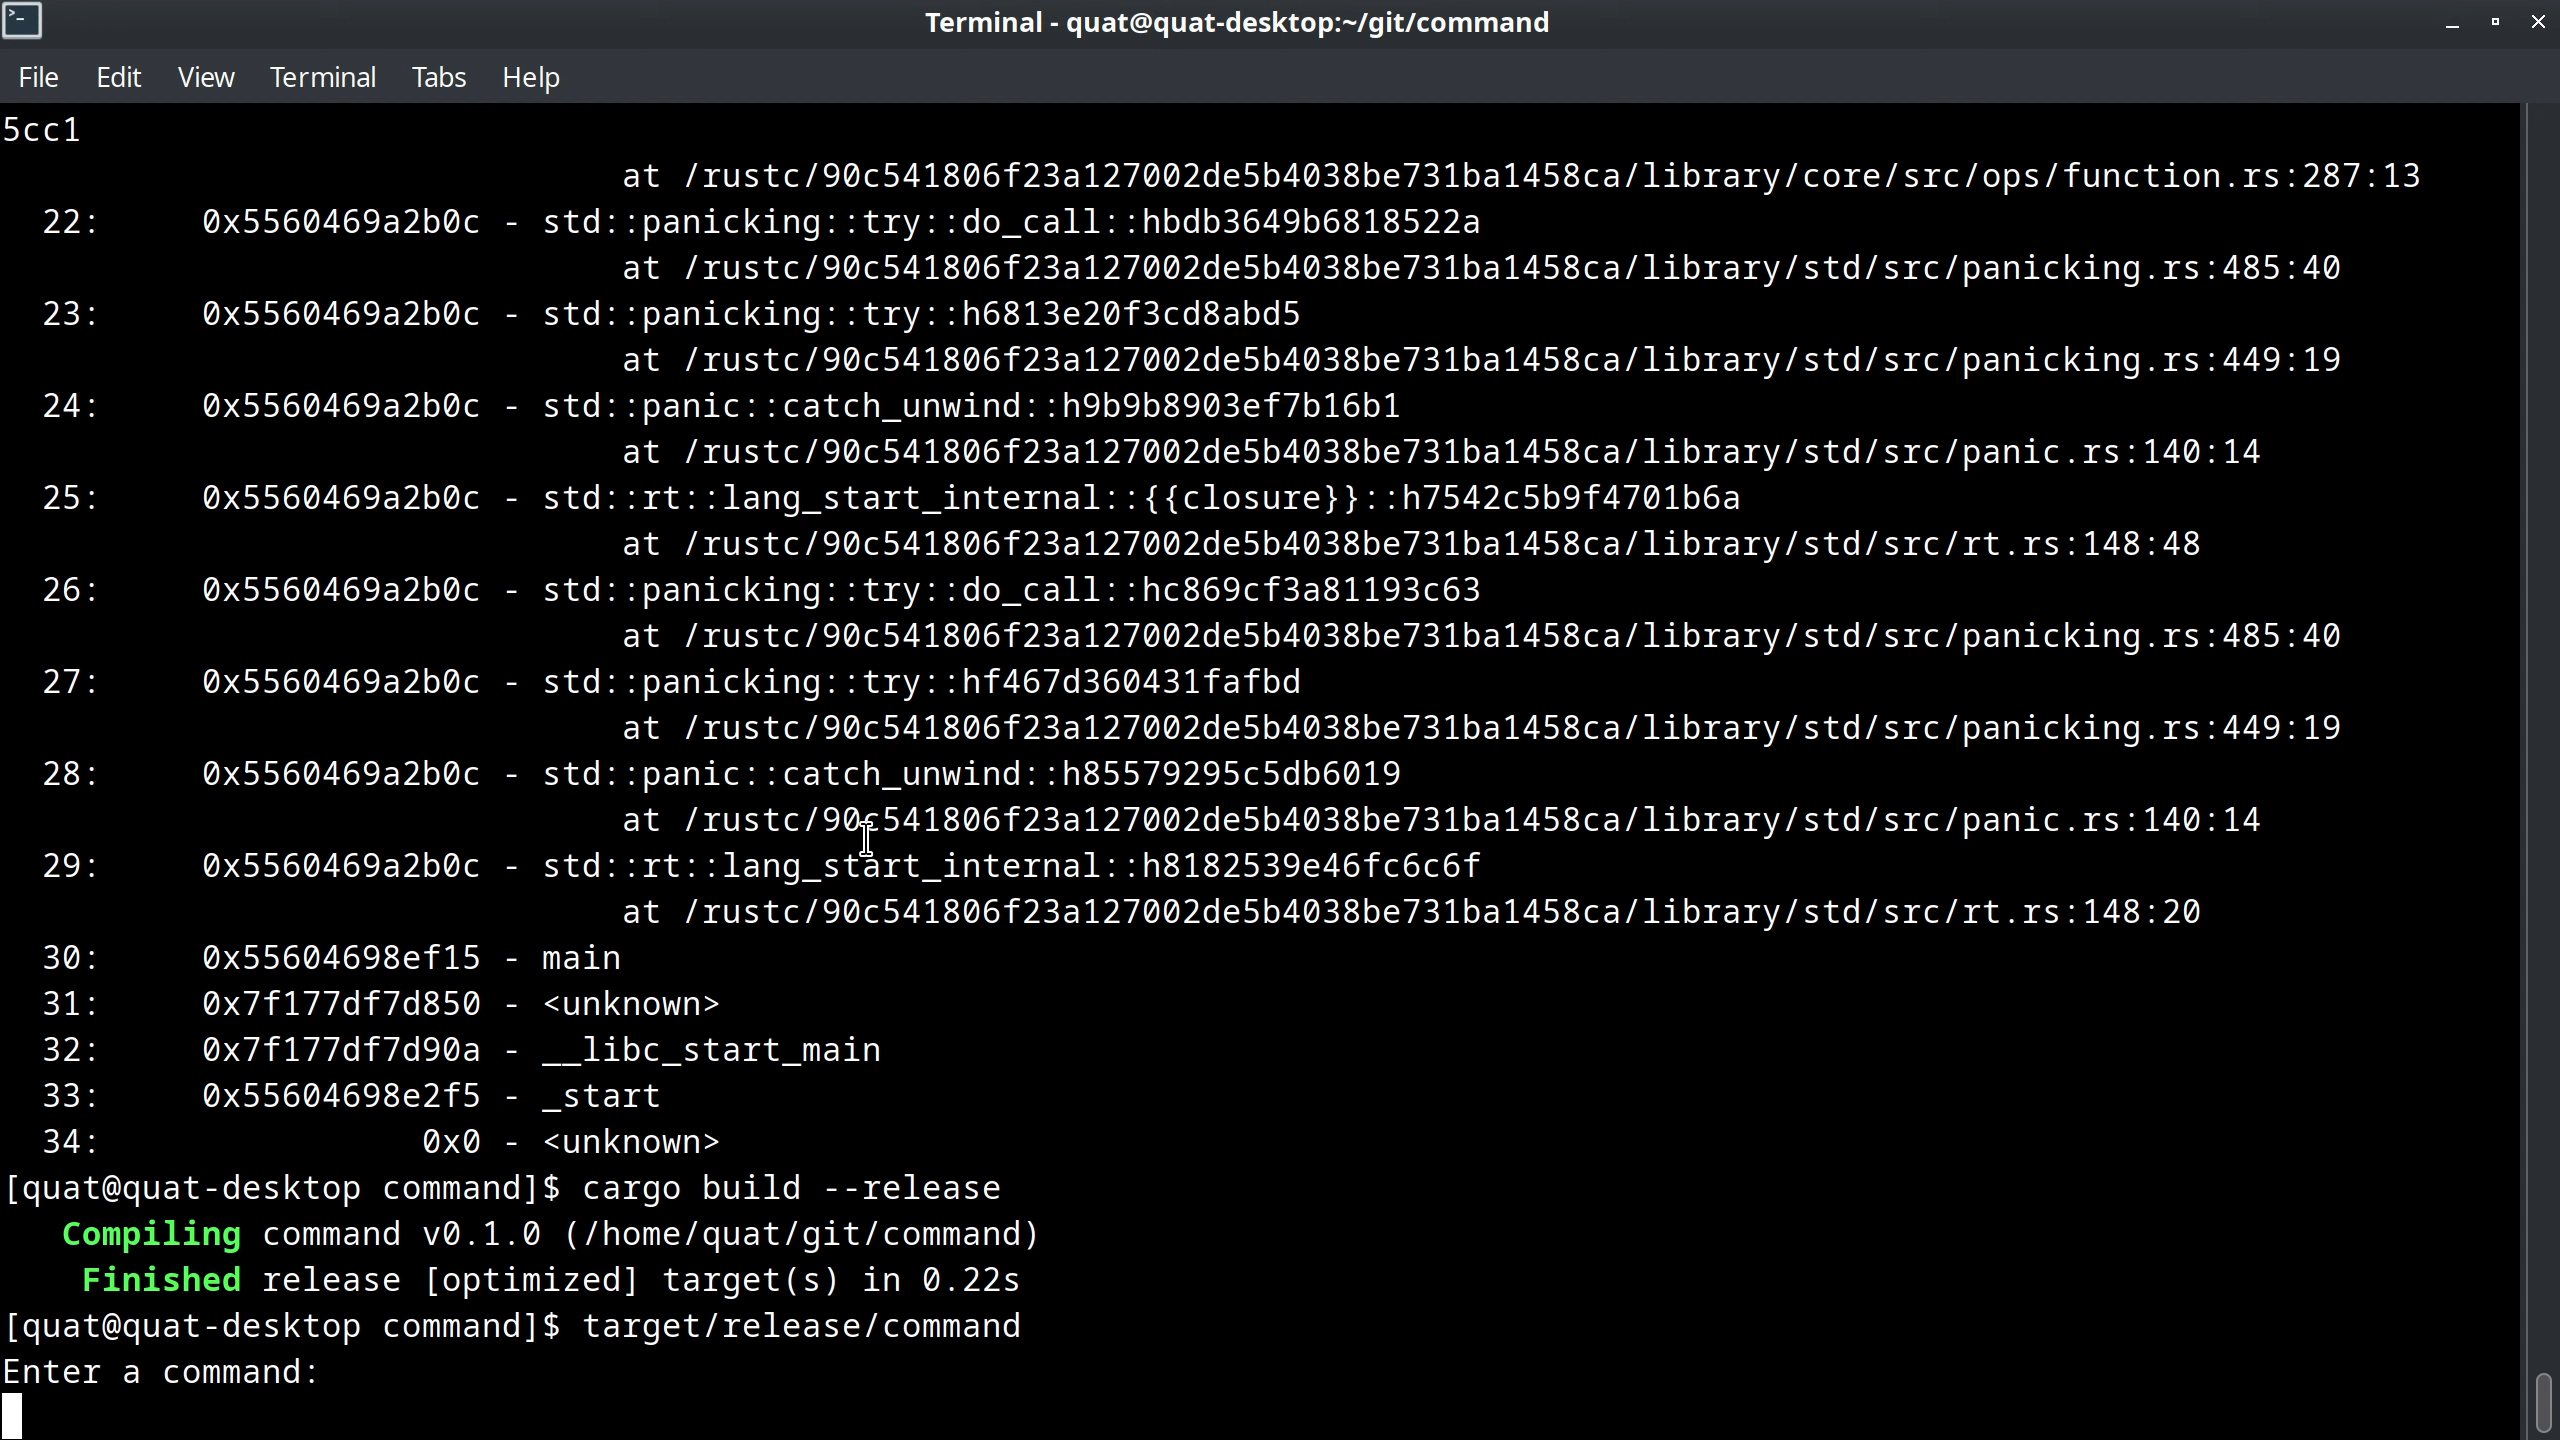 Terminal - quat@quat-desktop:~/git/command
File Edit View Terminal Tabs Help
5cc1
at /rustc/90c541806f23a127002de5b4038be731ba1458ca/library/core/src/ops/function.rs:287:13
22: 0x5560469a2b0c - std::panicking::try::do_call::hbdb3649b6818522a
at /rustc/90c541806f23a127002de5b4038be731ba1458ca/library/std/src/panicking.rs:485:40
23: 0x5560469a2b0c - std::panicking::try::h6813e20f3cd8abd5
at /rustc/90c541806f23a127002de5b4038be731ba1458ca/library/std/src/panicking.rs:449:19
24: 0x5560469a2b0c - std::panic::catch_unwind::h9b9b8903ef7b16b1
at /rustc/90c541806f23a127002de5b4038be731ba1458ca/library/std/src/panic.rs:140:14
25: 0x5560469a2b0c - std::rt::lang_start_internal::{{closure}}::h7542c5b9f4701b6a
at /rustc/90c541806f23a127002de5b4038be731ba1458ca/library/std/src/rt.rs:148:48
26: 0x5560469a2b0c - std::panicking::try::do_call::hc869cf3a81193c63
at /rustc/90c541806f23a127002de5b4038be731ba1458ca/library/std/src/panicking.rs:485:40
27: 0x5560469a2b0c - std::panicking::try::hf467d360431fafbd
at /rustc/90c541806f23a127002de5b4038be731ba1458ca/library/std/src/panicking.rs:449:19
28: 0x5560469a2b0c - std::panic::catch_unwind::h85579295c5db6019
at /rustc/90c541806f23a127002de5b4038be731ba1458ca/library/std/src/panic.rs:140:14
29: 0x5560469a2b0c - std::rt::lang_start_internal::h8182539e46fc6c6f
at /rustc/90c541806f23a127002de5b4038be731ba1458ca/library/std/src/rt.rs:148:20
30: 0x55604698ef15 - main
31: 0x7f177df7d850 - <unknown>
32: 0x7f177df7d90a - __libc_start_main
33: 0x55604698e2f5 - _start
34: 0x0 - <unknown>
[quat@quat-desktop command]$ cargo build --release
Compiling command v0.1.0 (/home/quat/git/command)
Finished release [optimized] target(s) in 0.22s
[quat@quat-desktop command]$ target/release/command
Enter a command: